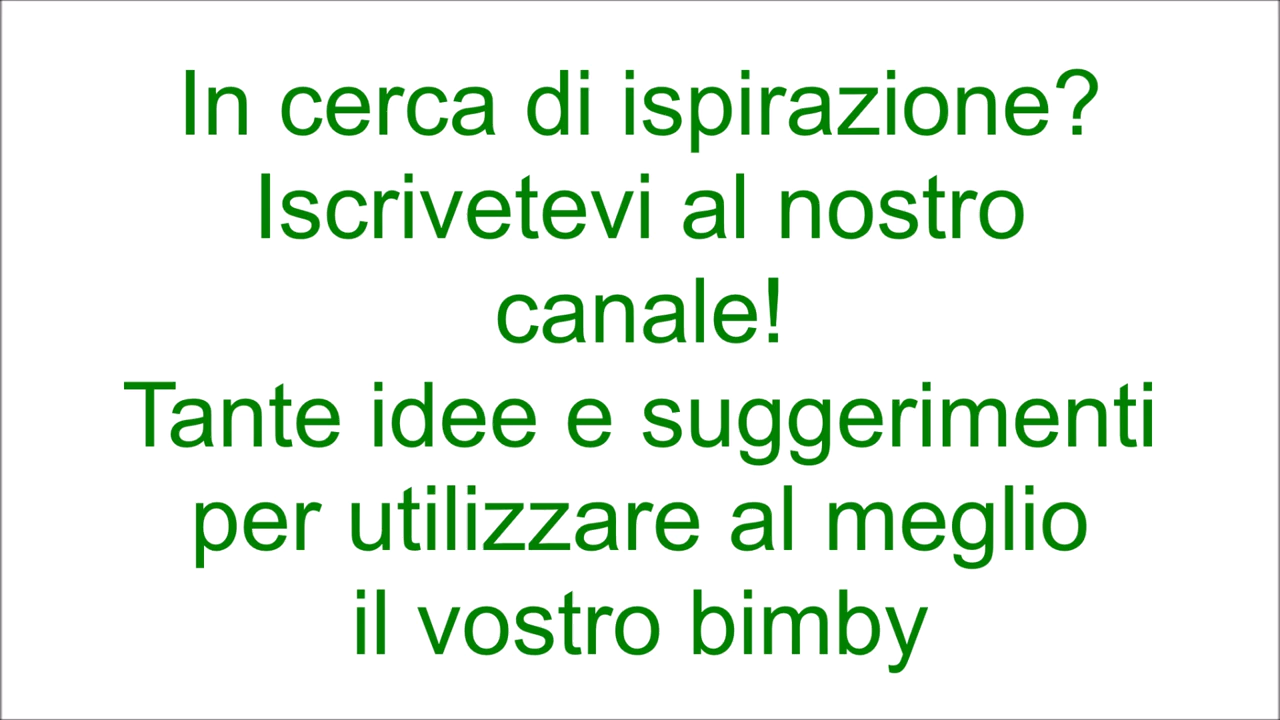 In cerca di ispirazione?
Iscrivetevi al nostro
canale!
Tante idee e suggerimenti
per utilizzare al meglio
il vostro bimby